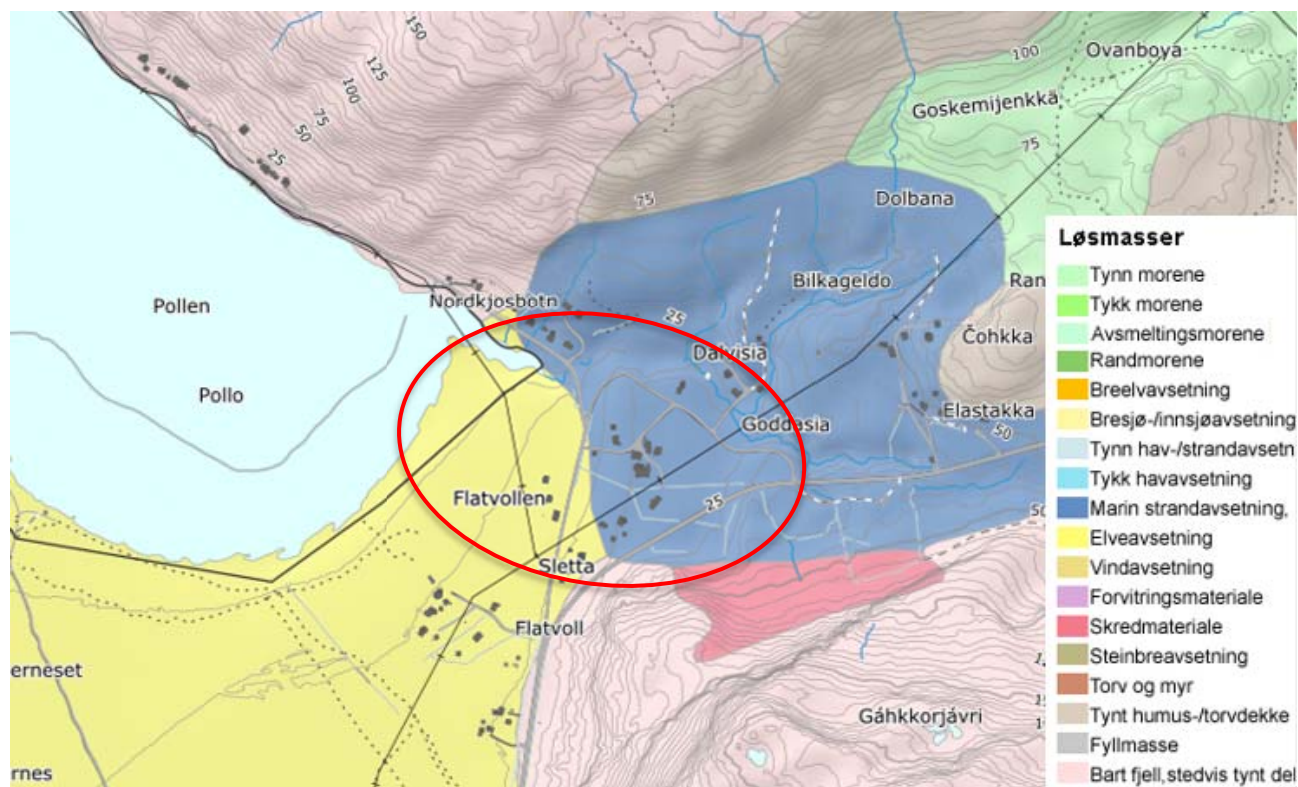 150
125
100
75
50
25
Ovanboya
100
Goskemijenkkä
75
75
Dolbana
Pollen
Nordkjosbotn
Bilkageldo
Ran
25
Čohkka
Dalvisia
Pollo
Elastakka
Goddasia
50
Flatvollen
25
50
Sletta
Flatvoll
erneset
Gáhkkorjávri
rnes
Løsmasser
Tynn morene
Tykk morene
Avsmeltingsmorene
Randmorene
Breelvavsetning
Bresjø-/innsjøavsetning
Tynn hav-/strandavsetn
Tykk havavsetning
Marin strandavsetning,
Elveavsetning
Vindavsetning
Forvitringsmateriale
Skredmateriale
Steinbreavsetning
Torv og myr
Tynt humus-/torvdekke
Fyllmasse
Bart fjell,stedvis tynt del